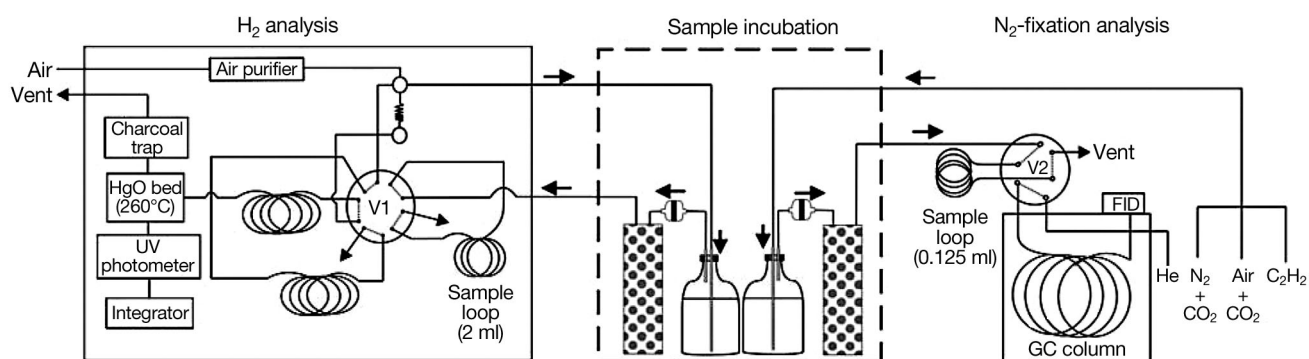 H2 analysis
Sample incubation
N2-fixation analysis
Air
Air purifier
Vent
Charcoal
trap
HgO bed
(260°C)
UV
photometer
Integrator
V1
Sample
loop
(2 ml)
V2
Vent
Sample
loop
(0.125 ml)
FID
GC column
He
N2
+
CO2
Air
+
CO2
C2H2